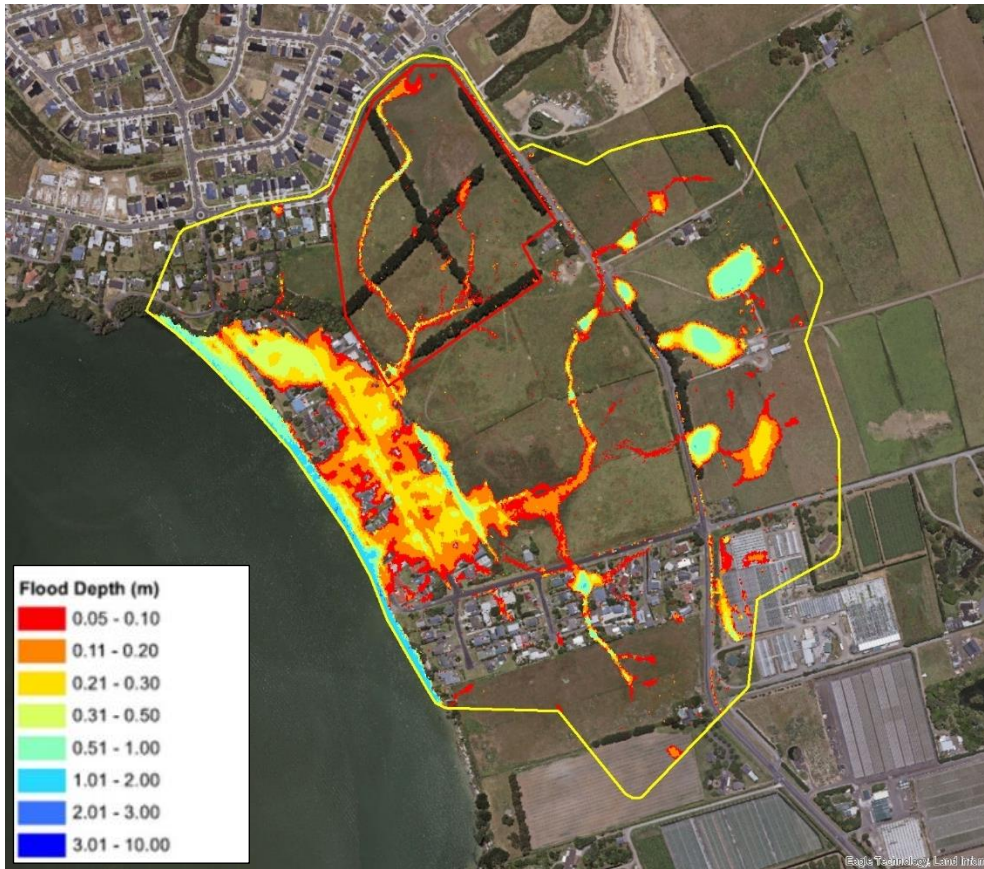 Flood Depth (m)
0.05 - 0.10
0.11 - 0.20
0.21 - 0.30
0.31 - 0.50
0.51 - 1.00
1.01 - 2.00
2.01 - 3.00
3.01 - 10.00
Eagle Technology, Land Infor